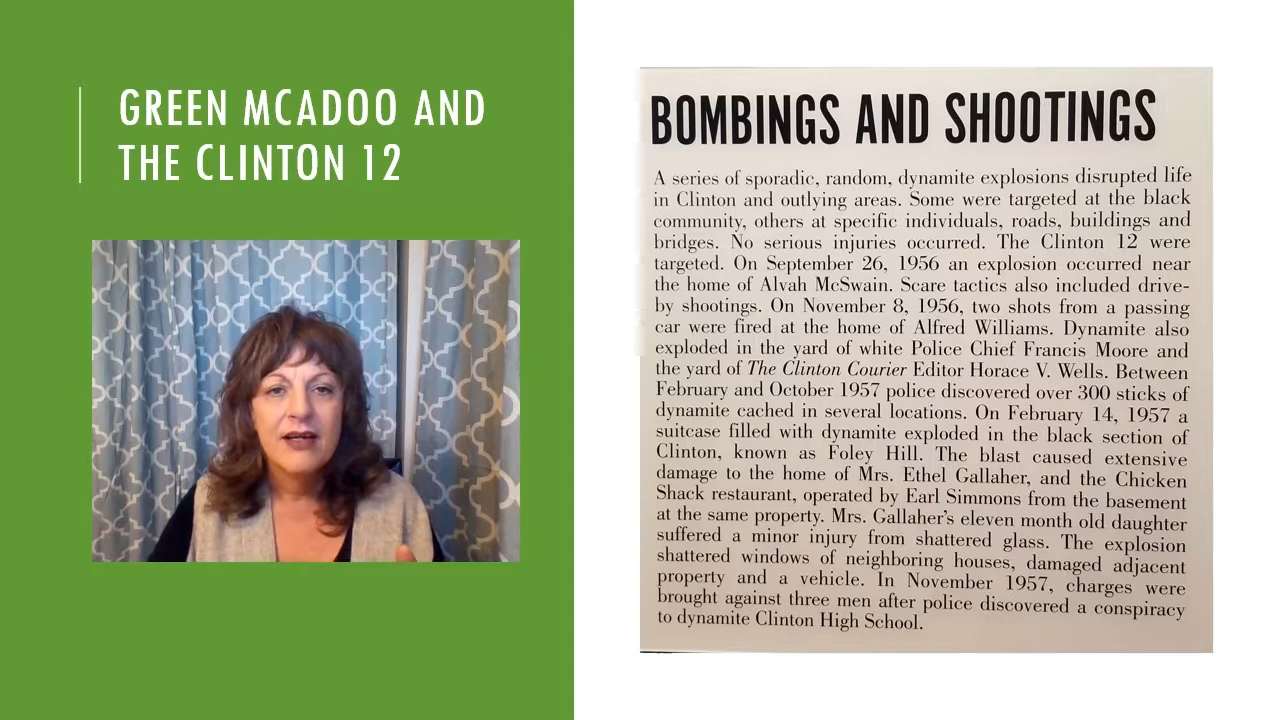 GREEN MCADOO AND
THE CLINTON 12
BOMBINGS AND SHOOTINGS
A series of sporadic, random, dynamite explosions disrupted life
in Clinton and outlying areas. Some were targeted at the black
community, others at specific individuals, roads, buildings and
bridges. No serious injuries occurred. The Clinton 12 were
targeted. On September 26, 1956 an explosion occurred near
the home of Alvah McSwain. Scare tactics also included drive-
by shootings. On November 8, 1956, two shots from a passing
car were fired at the home of Alfred Williams. Dynamite also
exploded in the yard of white Police Chief Francis Moore and
the yard of The Clinton Courier Editor Horace V. Wells. Between
February and October 1957 police discovered over 300 sticks of
dynamite cached in several locations. On February 14, 1957 a
suitcase filled with dynamite exploded in the black section of
Clinton, known as Foley Hill. The blast caused extensive
damage to the home of Mrs. Ethel Gallaher, and the Chicken
Shack restaurant, operated by Earl Simmons from the basement
at the same property. Mrs. Gallaher's eleven month old daughter
suffered a minor injury from shattered glass. The explosion
shattered windows of neighboring houses, damaged adjacent
property and a vehicle. In November 1957, charges were
brought against three men after police discovered a conspiracy
to dynamite Clinton High School.